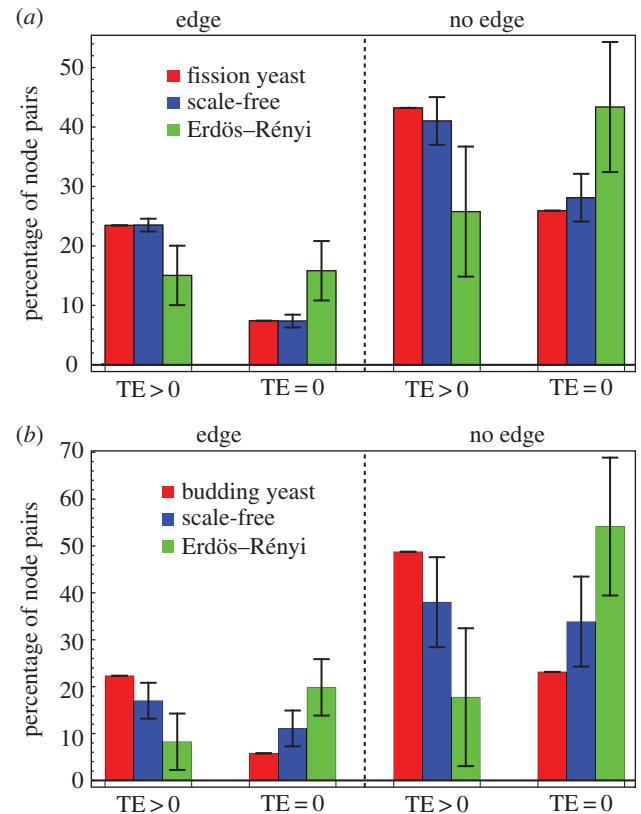 (a) edge no edge
50
40
30
20
10
0
percentage of node pairs
fission yeast
scale-free
Erdös–Rényi
TE > 0 TE = 0 TE > 0 TE = 0
(b) edge no edge
70
60
50
40
30
20
10
0
percentage of node pairs
budding yeast
scale-free
Erdös–Rényi
TE > 0 TE = 0 TE > 0 TE = 0